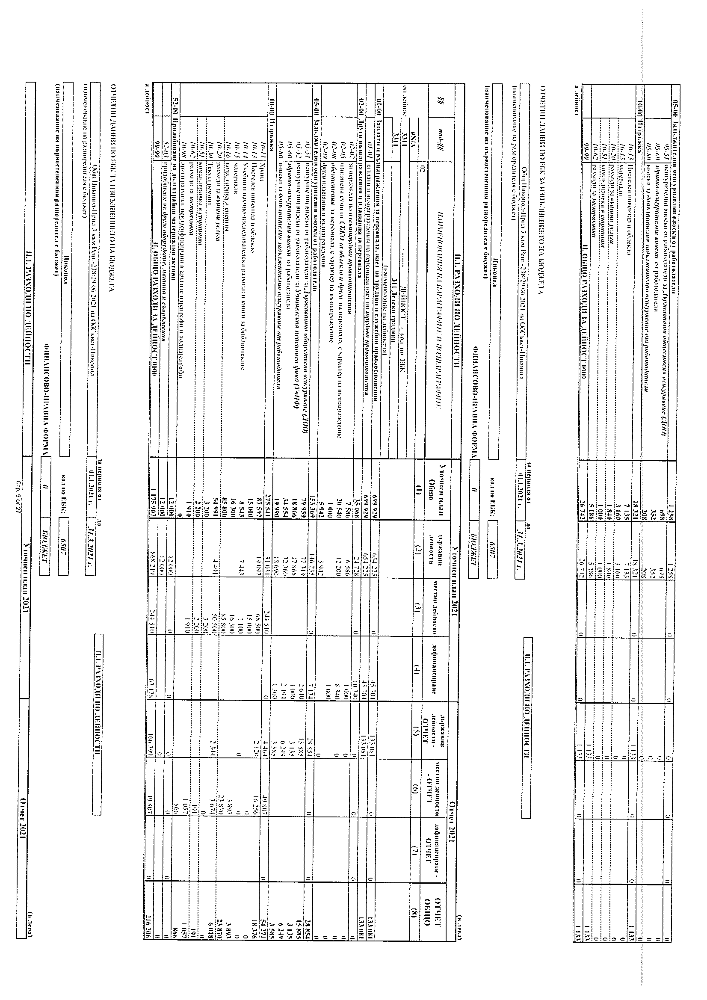 05-00 Задължителни осигурителни вноски от работодатели 1 258 1 258 0 0 0 0 0 0
05-51 осигурителни вноски от работодатели за Държавното обществено осигуряване (ДОО) 698 698 0 0
05-60 здравно-осигурителни вноски от работодатели 352 352 0 0
05-80 вноски за допълнително задължително осигуряване от работодатели 208 208 0 0
10-00 Издръжка 18 321 18 321 0 0 1 133 0 0 1 133
10-13 Постелен инвентар и облекло 7 135 7 135 0 0
10-15 материали 3 160 3 160 0 0
10-20 разходи за външни услуги 1 840 1 840 0 0
10-51 командировки в страната 1 000 1 000 0 0
10-62 разходи за застраховки 5 186 5 186 1 133 1 133
99-99 II. ОБЩО РАЗХОДИ ЗА ДЕЙНОСТ 0000 26 742 26 742 0 0 1 133 0 0 1 133
а дейност
ОТЧЕТНИ ДАННИ ПО ЕБК ЗА ИЗПЪЛНЕНИЕТО НА БЮДЖЕТА
за периода от до
Общ Никопол-Прил 3 към Реш.-238/29.06.2021 на ОбСъвет-Никопол 01.1.2021 г. 31.3.2021 г. II.1. РАЗХОДИ ПО ДЕЙНОСТИ
(наименование на разпоредителя с бюджет)
Никопол код по ЕБК: 6507
(наименование на първостепенния разпоредител с бюджет)
ФИНАНСОВО-ПРАВНА ФОРМА 0 БЮДЖЕТ
(в лева)
II.1. РАЗХОДИ ПО ДЕЙНОСТИ Уточнен план 2021 Отчет 2021
§§ под-§§ НАИМЕНОВАНИЯ НА ПАРАГРАФИТЕ И ПОДПАРАГРАФИТЕ Уточнен план Общо държавни дейности местни дейности дофинансиране държавни дейности - ОТЧЕТ местни дейности - ОТЧЕТ дофинансиране - ОТЧЕТ ОТЧЕТ ОБЩО
02 (1) (2) (3) (4) (5) (6) (7) (8)
#N/A
оп дейнос 3311 ДЕЙНОСТ - код по ЕБК
3311 311 Детски градини
(наименование на дейността)
01-00 Заплати и възнаграждения за персонала, нает по трудови и служебни правоотношения 699 929 654 225 0 45 704 133 081 0 0 133 081
01-01 заплати и възнаграждения на персонала нает по трудови правоотношения 699 929 654 225 45 704 133 081 133 081
02-00 Други възнаграждения и плащания за персонала 35 068 24 728 0 10 340 0 0 0 0
02-02 за персонала по извънтрудови правоотношения 7 586 6 586 1 000 0 0
02-05 изплатени суми от СБКО и облекло и други на персонала, с характер на възнаграждение 20 540 12 200 8 340 0 0
02-08 обезщетения за персонала, с характер на възнаграждение 1 000 1 000 0
02-09 други плащания и възнаграждения 5 942 5 942 0 0
05-00 Задължителни осигурителни вноски от работодатели 153 369 146 235 0 7 134 28 854 0 0 28 854
05-51 осигурителни вноски от работодатели за Държавното обществено осигуряване (ДОО) 79 959 77 319 2 640 15 885 15 885
05-52 осигурителни вноски от работодатели за Учителския пенсионен фонд (УчПФ) 18 866 17 866 1 000 3 135 3 135
05-60 здравно-осигурителни вноски от работодатели 34 554 32 360 2 194 6 249 6 249
05-80 вноски за допълнително задължително осигуряване от работодатели 19 990 18 690 1 300 3 585 3 585
10-00 Издръжка 275 541 31 031 244 510 0 4 464 49 807 0 54 271
10-11 Храна 87 597 19 097 68 500 2 120 16 256 18 376
10-13 Постелен инвентар и облекло 15 000 15 000 0 0
10-14 Учебни и научно-изследователски разходи и книги за библиотеките 8 543 7 443 1 100 0 0 0
10-15 материали 16 300 16 300 3 893 3 893
10-16 вода, горива и енергия 85 800 85 800 23 870 23 870
10-20 разходи за външни услуги 54 991 4 491 50 500 2 344 3 674 6 018
10-30 Текущ ремонт 3 200 3 200 0 0
10-51 командировки в страната 2 200 2 200 191 191
10-62 разходи за застраховки 1 910 1 910 1 057 1 057
10-98 други разходи, некласифицирани в другите параграфи и подпараграфи 0 866 866
52-00 Придобиване на дълготрайни материални активи 12 000 12 000 0 0 0 0 0 0
52-03 придобиване на друго оборудване, машини и съоръжения 12 000 12 000 0 0
99-99 II. ОБЩО РАЗХОДИ ЗА ДЕЙНОСТ 0000 1 175 907 868 219 244 510 63 178 166 399 49 807 0 216 206
а дейност
ОТЧЕТНИ ДАННИ ПО ЕБК ЗА ИЗПЪЛНЕНИЕТО НА БЮДЖЕТА
за периода от до
Общ Никопол-Прил 3 към Реш.-238/29.06.2021 на ОбСъвет-Никопол 01.1.2021 г. 31.3.2021 г. II.1. РАЗХОДИ ПО ДЕЙНОСТИ
(наименование на разпоредителя с бюджет)
Никопол код по ЕБК: 6507
(наименование на първостепенния разпоредител с бюджет)
ФИНАНСОВО-ПРАВНА ФОРМА 0 БЮДЖЕТ
(в лева)
II.1. РАЗХОДИ ПО ДЕЙНОСТИ Уточнен план 2021 Отчет 2021
Стр. 9 от 27